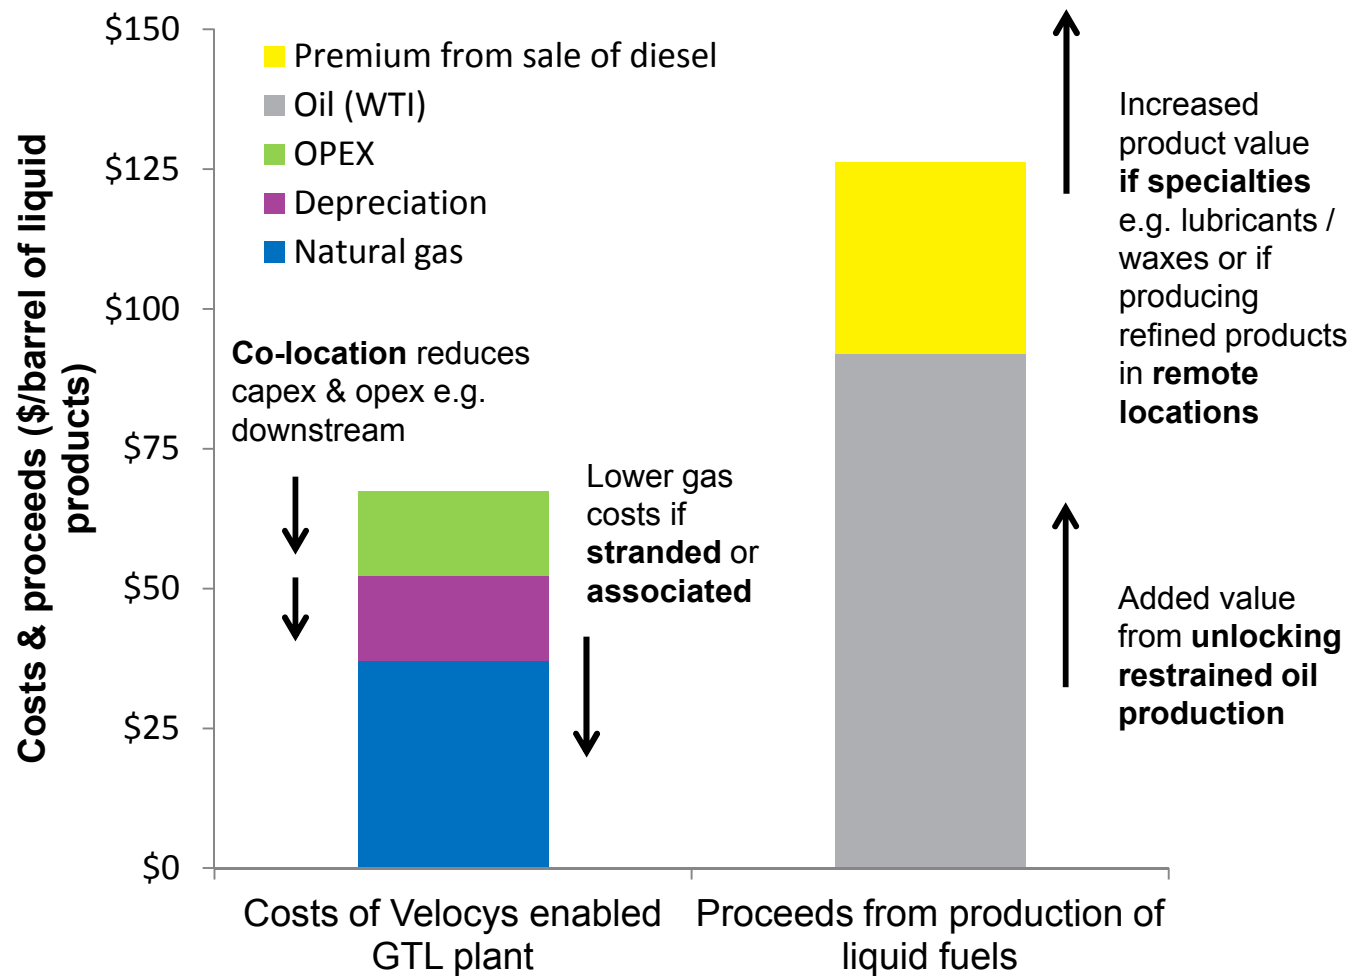 Costs & proceeds ($/barrel of liquid
products)
$150
$125
$100
$75
$50
$25
$0
Premium from sale of diesel
Oil (WTI)
OPEX
Depreciation
Natural gas
Co-location reduces
capex & opex e.g.
downstream
Lower gas
costs if
stranded or
associated
Increased
product value
if specialties
e.g. lubricants /
waxes or if
producing
refined products
in remote
locations
Added value
from unlocking
restrained oil
production
Costs of Velocys enabled
GTL plant
Proceeds from production of
liquid fuels